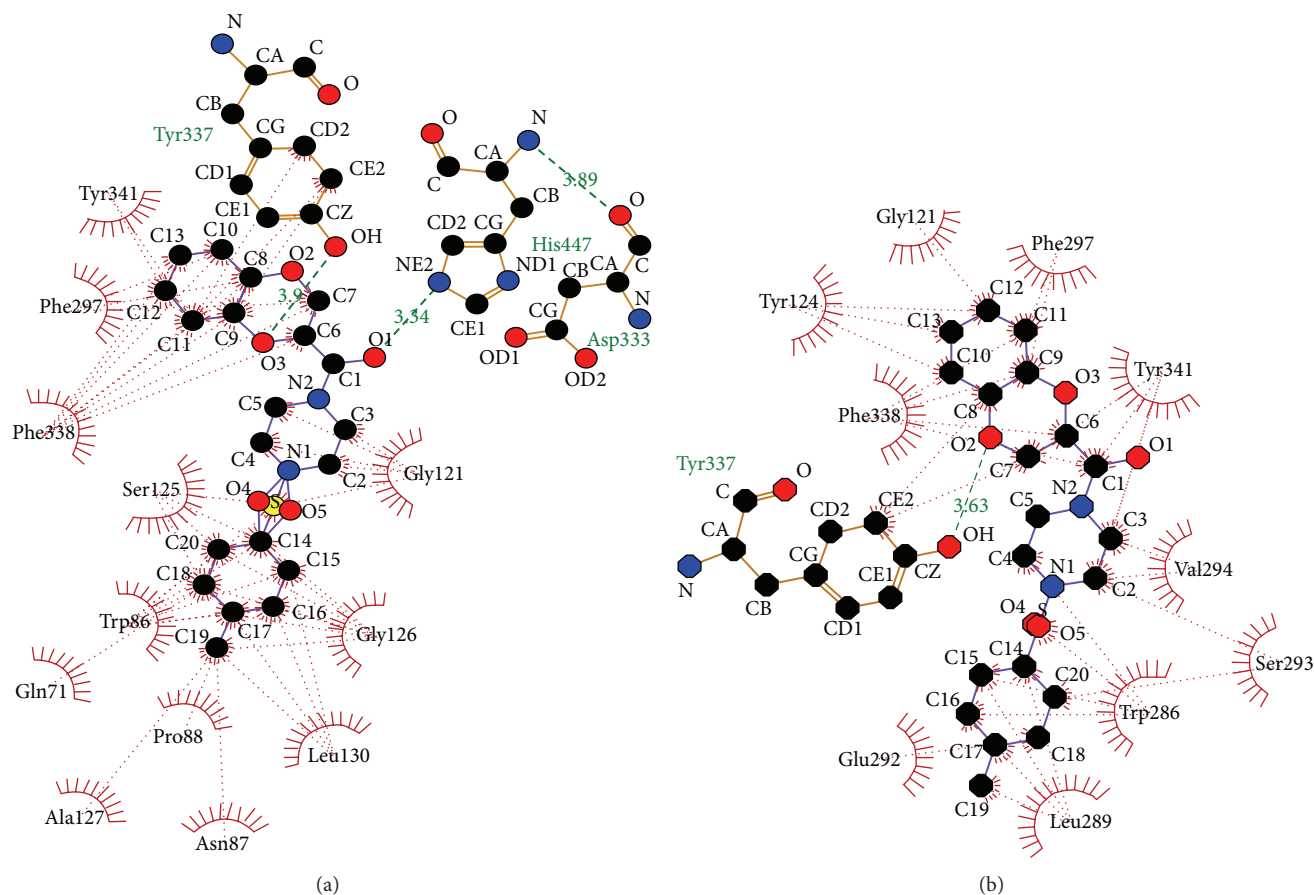 N
CA
C
O
CB
Tyr337
CG
CD2
CD1
CE2
CE1
CZ
OH
O
N
CA
C
CB
3.89
O
CD2
CG
His447
NE2
ND1
CE1
CB
CA
C
CG
N
Asp333
OD1
OD2
Tyr341
C13
C10
C8
O2
3.9
C7
Phe297
C12
C11
C9
C6
O3
3.34
O1
C1
N2
Phe338
C5
C3
C4
N1
C2
Gly121
Ser125
O4
S
O5
C14
C20
C15
C18
C16
Trp86
C17
Gly126
C19
Gln71
Pro88
Leu130
Ala127
Asn87
(a)
Gly121
Phe297
Tyr124
C12
C13
C11
C10
C9
Tyr341
O3
C8
Phe338
C6
O2
O1
C7
C1
Tyr337
O
C
CE2
3.63
N2
C5
C3
CD2
OH
CA
CG
CZ
N1
C4
C2
Val294
N
CE1
CB
CD1
O4
S
O5
Ser293
C14
C15
C20
C16
Trp286
C17
C18
Glu292
C19
Leu289
(b)